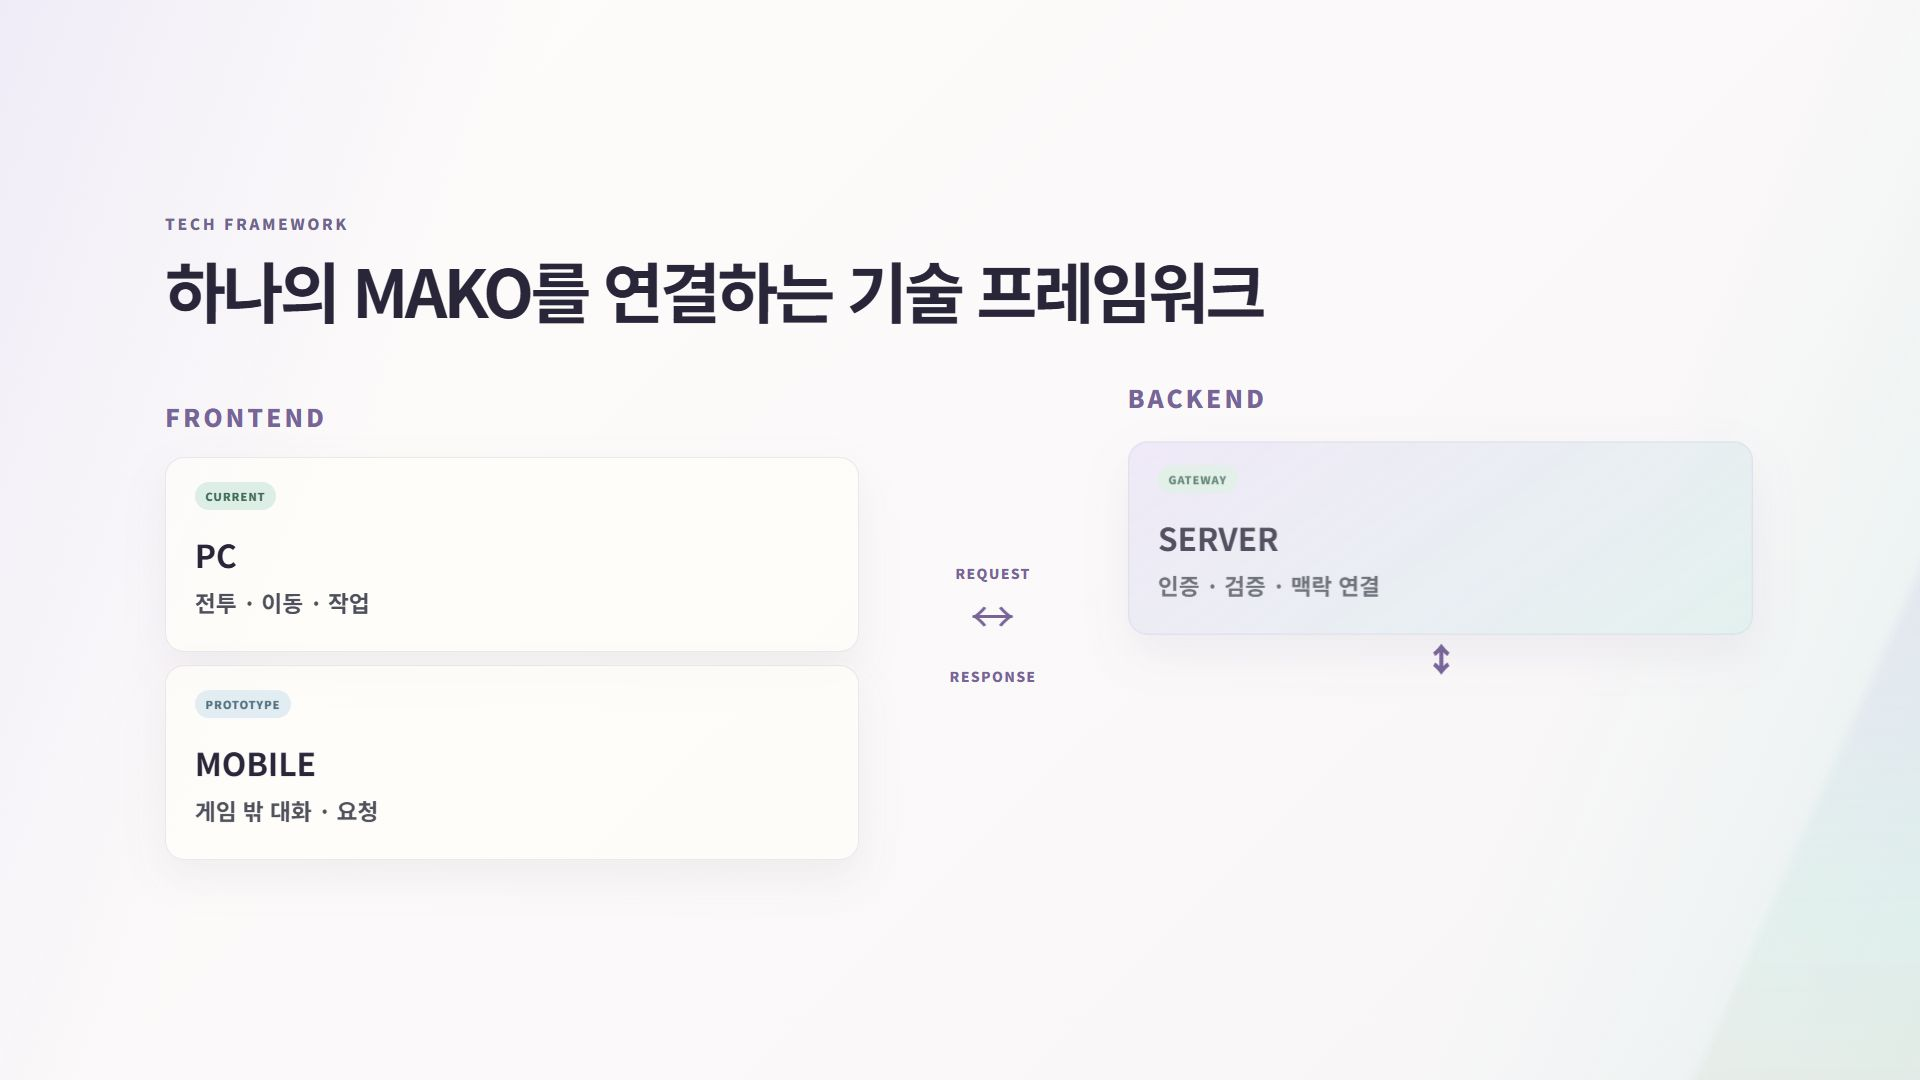 TECH FRAMEWORK
하나의 MAKO를 연결하는 기술 프레임워크
FRONTEND
CURRENT
PC
전투 · 이동 · 작업
PROTOTYPE
MOBILE
게임 밖 대화 · 요청
REQUEST
↔
RESPONSE
BACKEND
GATEWAY
SERVER
인증 · 검증 · 맥락 연결
↕